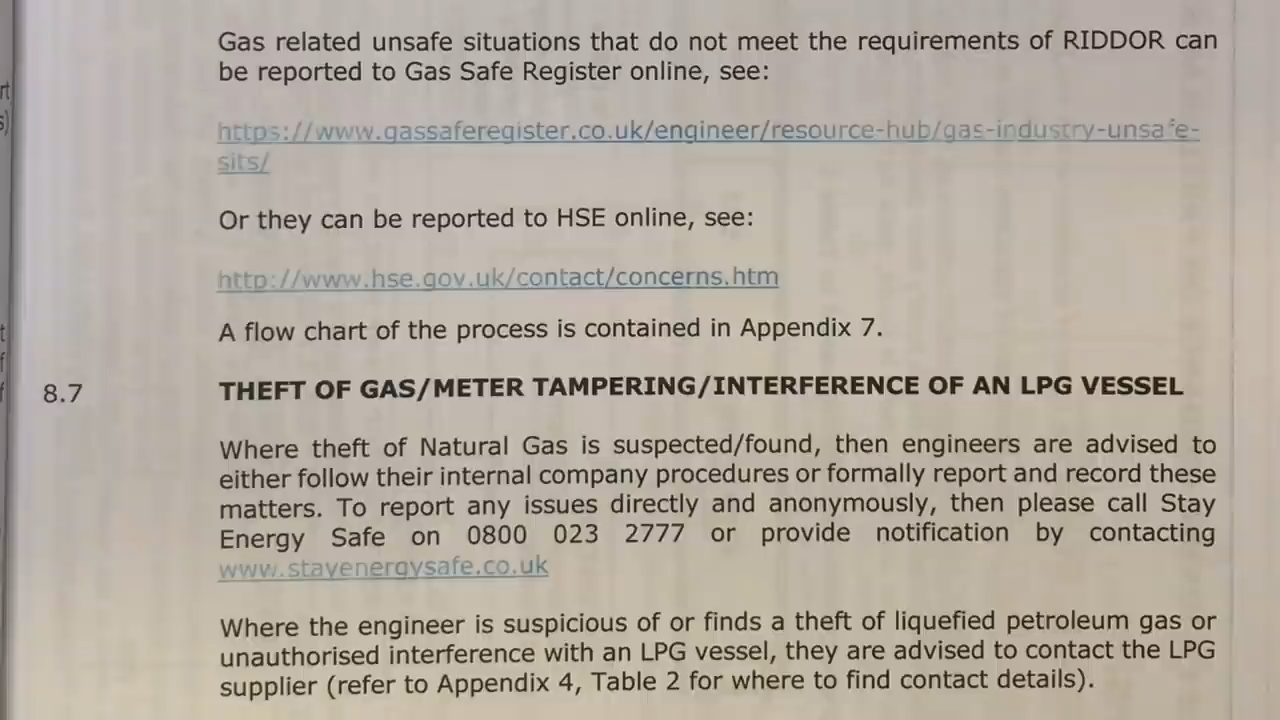 Gas related unsafe situations that do not meet the requirements of RIDDOR can
be reported to Gas Safe Register online, see:
https://www.gassaferegister.co.uk/engineer/resource-hub/gas-industry-unsafe-
sits/
Or they can be reported to HSE online, see:
http://www.hse.gov.uk/contact/concerns.htm
A flow chart of the process is contained in Appendix 7.
8.7 THEFT OF GAS/METER TAMPERING/INTERFERENCE OF AN LPG VESSEL
Where theft of Natural Gas is suspected/found, then engineers are advised to
either follow their internal company procedures or formally report and record these
matters. To report any issues directly and anonymously, then please call Stay
Energy Safe on 0800 023 2777 or provide notification by contacting
www.stayenergysafe.co.uk
Where the engineer is suspicious of or finds a theft of liquefied petroleum gas or
unauthorised interference with an LPG vessel, they are advised to contact the LPG
supplier (refer to Appendix 4, Table 2 for where to find contact details).